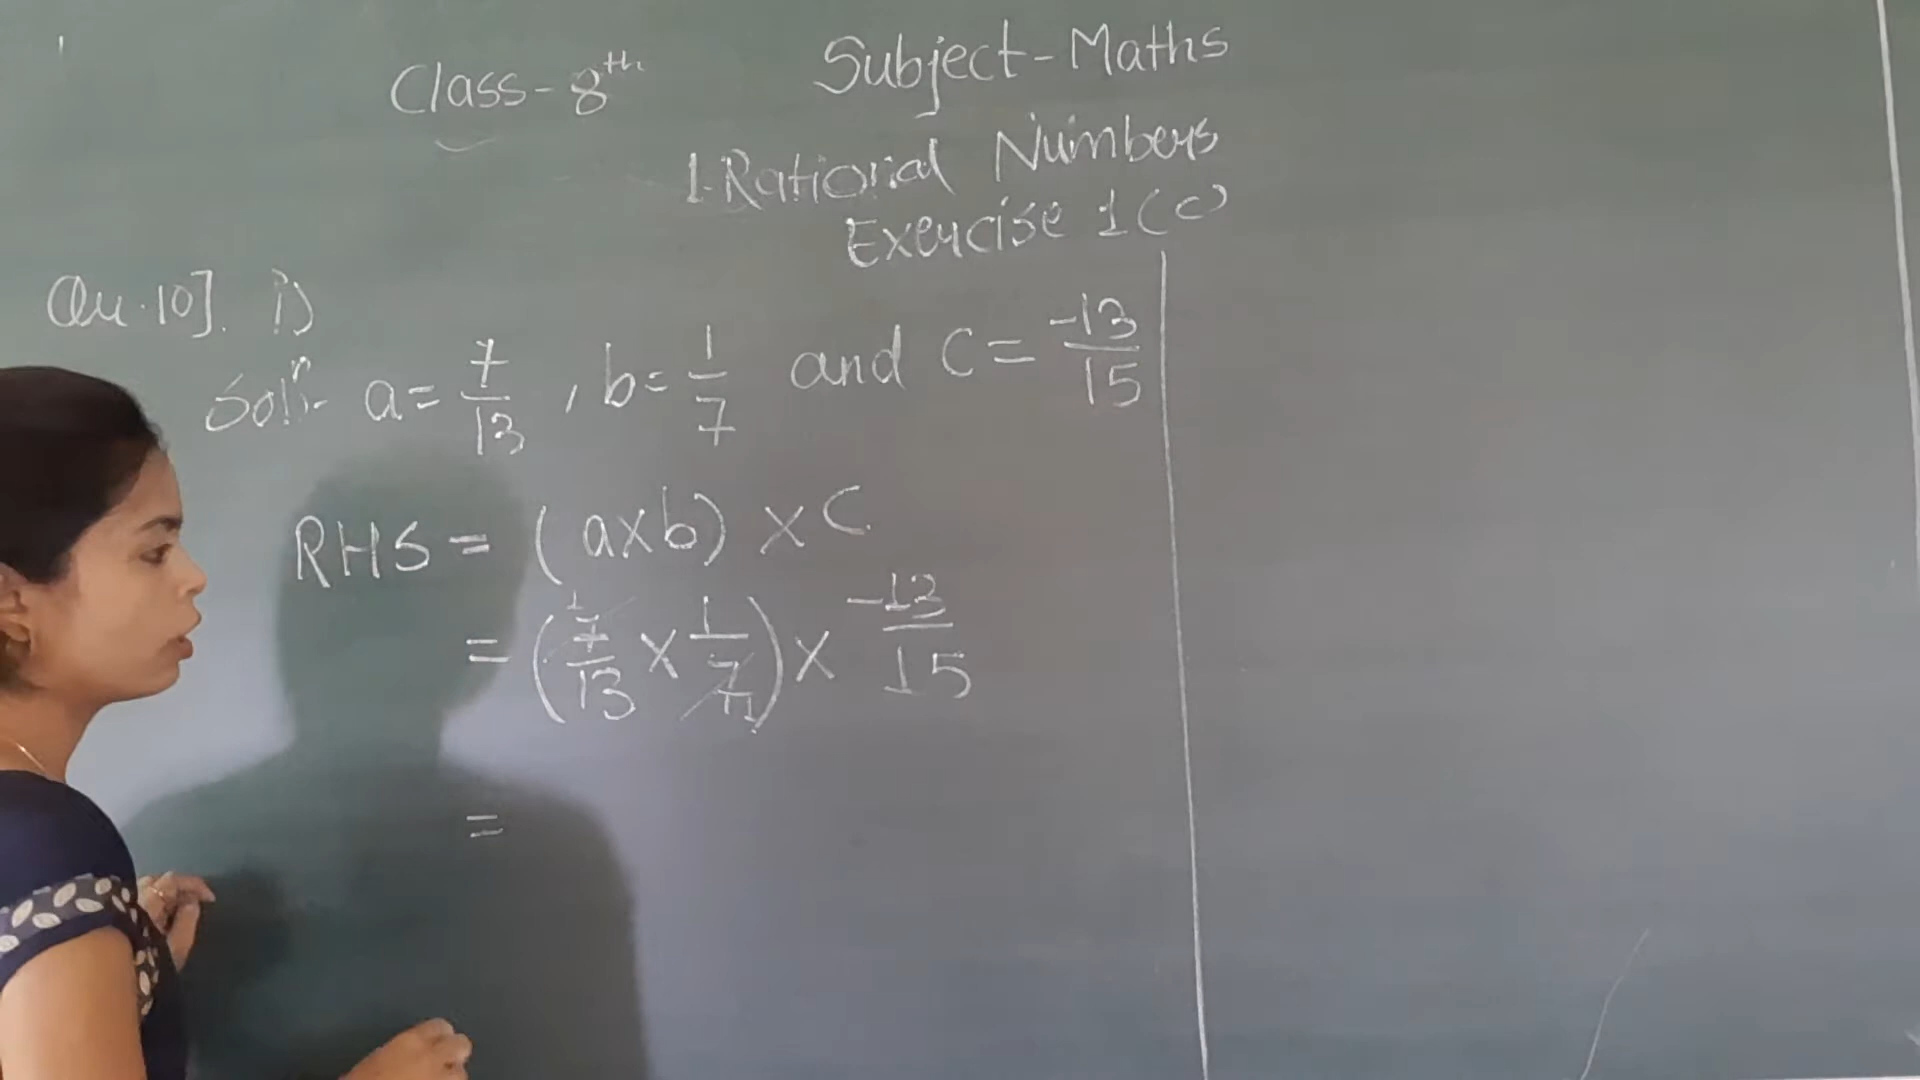 Class-8th Subject-Maths
1. Rational Numbers
Exercise 1(c)
Qu.10]. i)
Solⁿ:- a = 7/13, b = 1/7 and C = -13/15
RHS = (a×b) × C
= (7/13 × 1/7) × -13/15
=